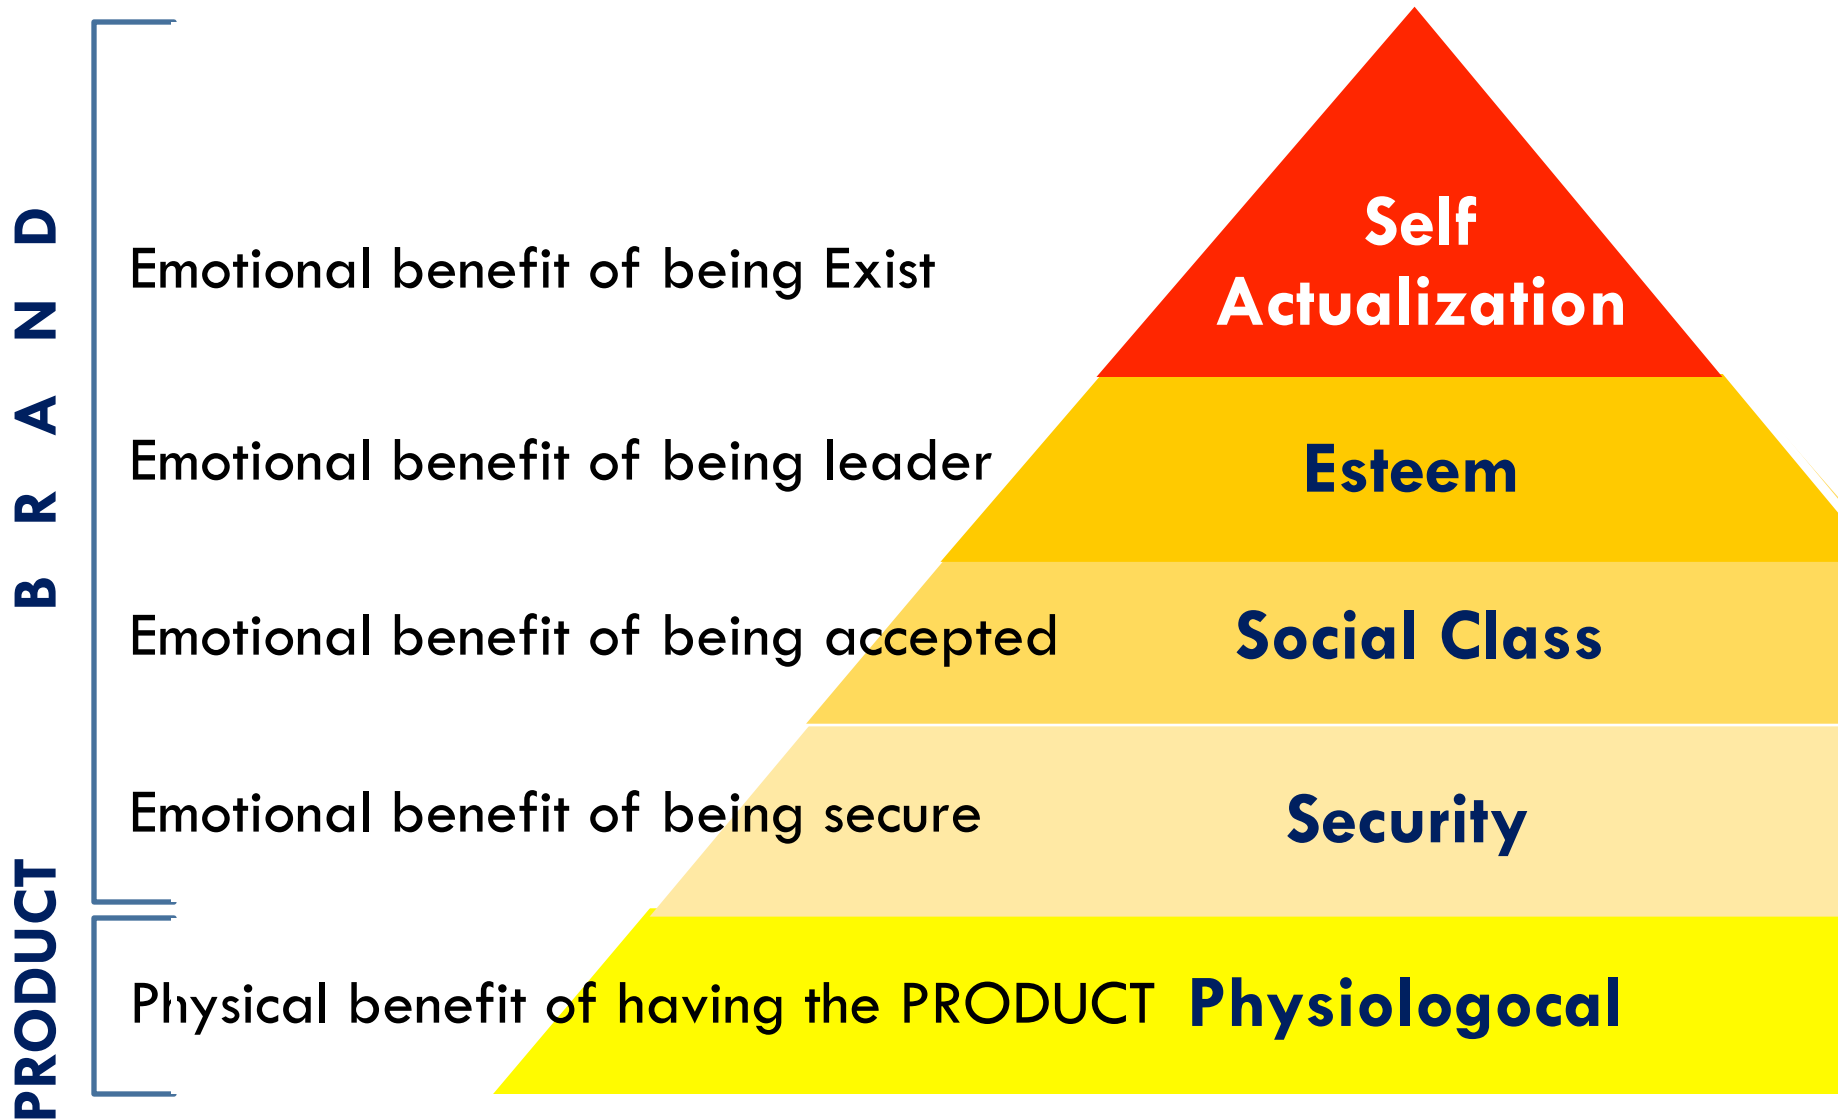 BRAND
Emotional benefit of being Exist
Self
Actualization
Emotional benefit of being leader
Esteem
Emotional benefit of being accepted
Social Class
Emotional benefit of being secure
Security
PRODUCT
Physical benefit of having the PRODUCT
Physiologocal